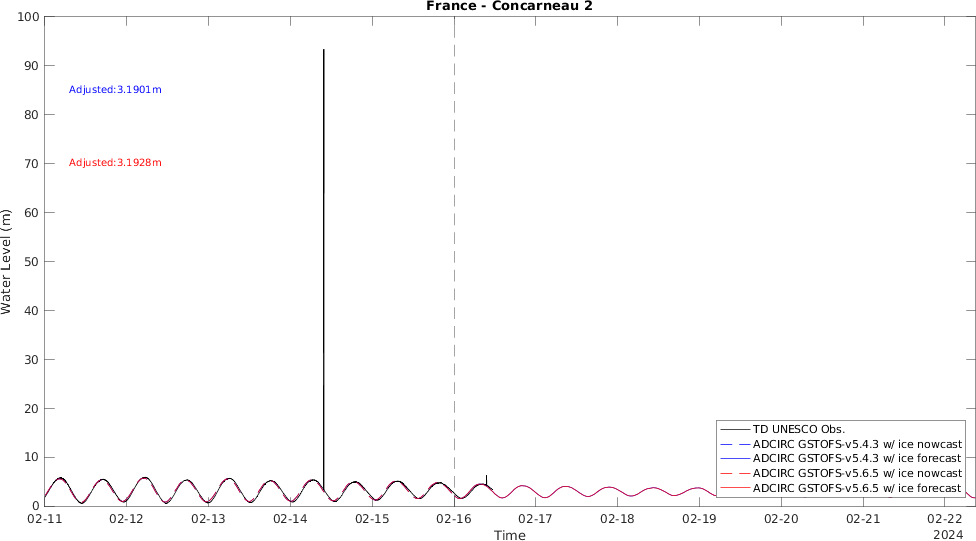 France - Concarneau 2
100
90
80
70
60
50
40
30
20
10
0
Water Level (m)
Adjusted:3.1901m
Adjusted:3.1928m
TD UNESCO Obs.
ADCIRC GSTOFS-v5.4.3 w/ ice nowcast
ADCIRC GSTOFS-v5.4.3 w/ ice forecast
ADCIRC GSTOFS-v5.6.5 w/ ice nowcast
ADCIRC GSTOFS-v5.6.5 w/ ice forecast
02-11 02-12 02-13 02-14 02-15 02-16 02-17 02-18 02-19 02-20 02-21 02-22
Time
2024